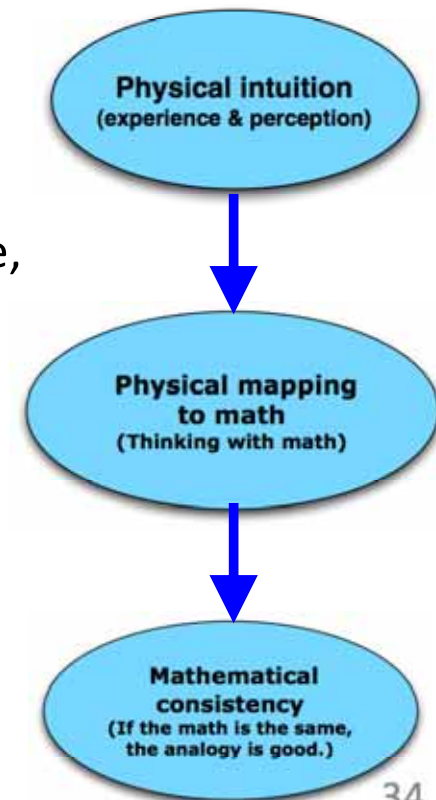 Physical intuition
(experience & perception)
e,
Physical mapping
to math
(Thinking with math)
Mathematical
consistency
(If the math is the same,
the analogy is good.)
34